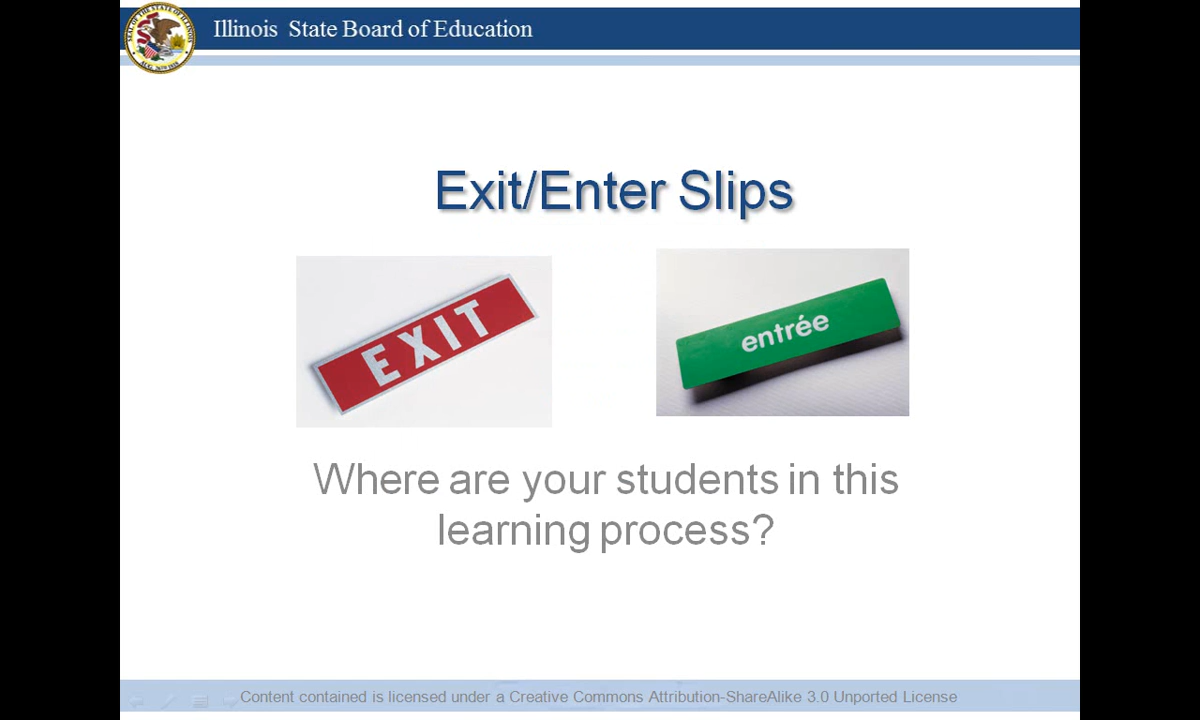 Illinois State Board of Education
Exit/Enter Slips
EXIT
entrée
Where are your students in this
learning process?
Content contained is licensed under a Creative Commons Attribution-ShareAlike 3.0 Unported License